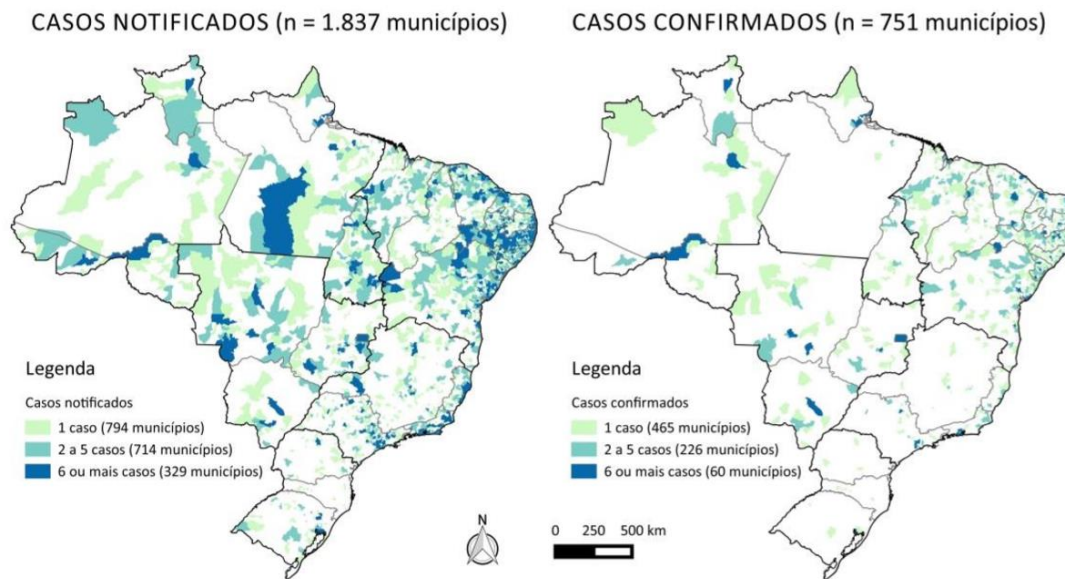 CASOS NOTIFICADOS (n = 1.837 municípios)
CASOS CONFIRMADOS (n = 751 municípios)
Legenda
Casos notificados
1 caso (794 municípios)
2 a 5 casos (714 municípios)
6 ou mais casos (329 municípios)
N
0 250 500 km
Legenda
Casos confirmados
1 caso (465 municípios)
2 a 5 casos (226 municípios)
6 ou mais casos (60 municípios)